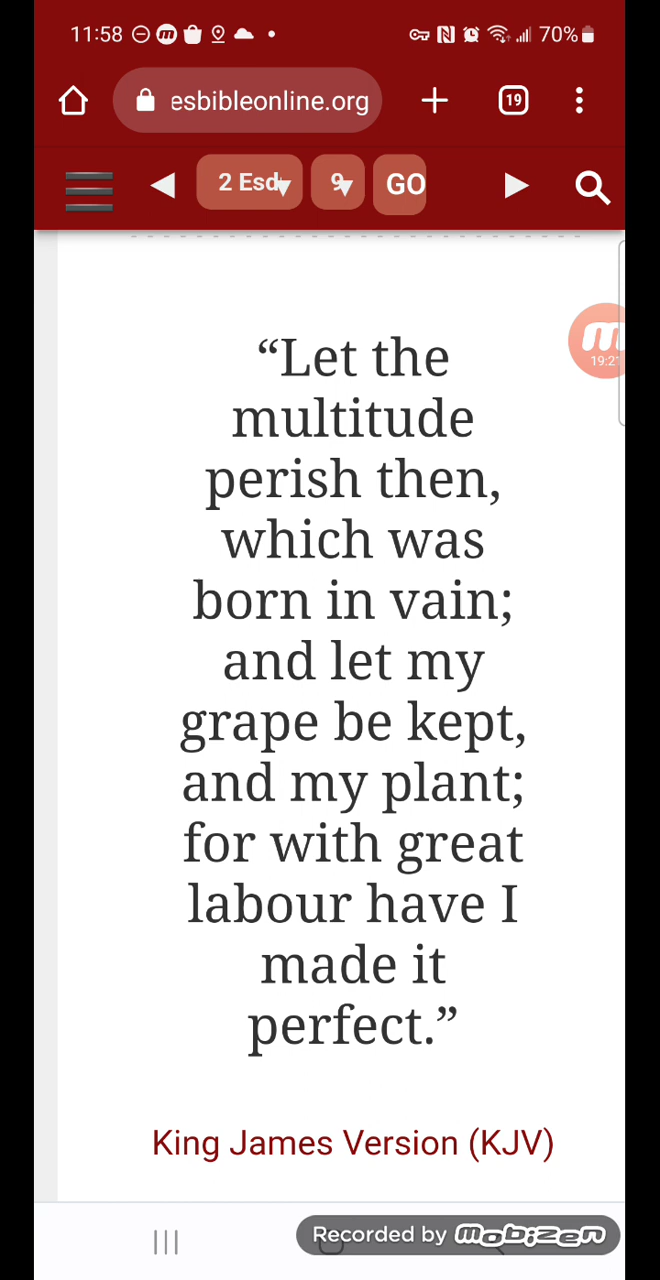 11:58 70%
esbibleonline.org 19
2 Esd 9 GO
“Let the
multitude
perish then,
which was
born in vain;
and let my
grape be kept,
and my plant;
for with great
labour have I
made it
perfect.”
m
19:2
King James Version (KJV)
Recorded by mobizen